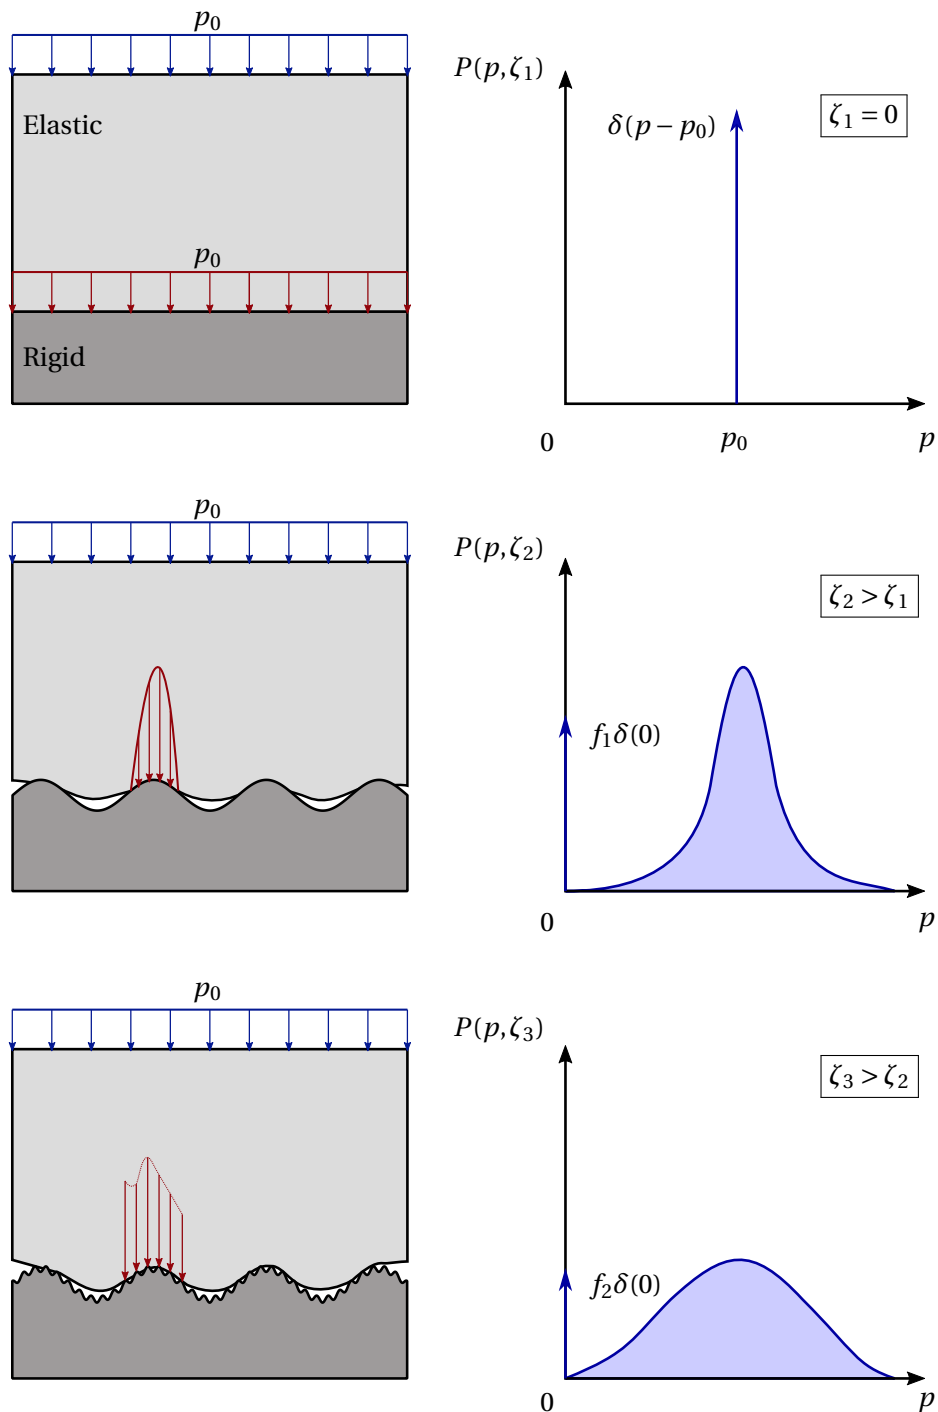 p₀
P(p,ζ₁)
Elastic
δ(p − p₀)
ζ₁ = 0
p₀
Rigid
0
p₀
p
p₀
P(p,ζ₂)
ζ₂ > ζ₁
f₁δ(0)
0
p
p₀
P(p,ζ₃)
ζ₃ > ζ₂
f₂δ(0)
0
p